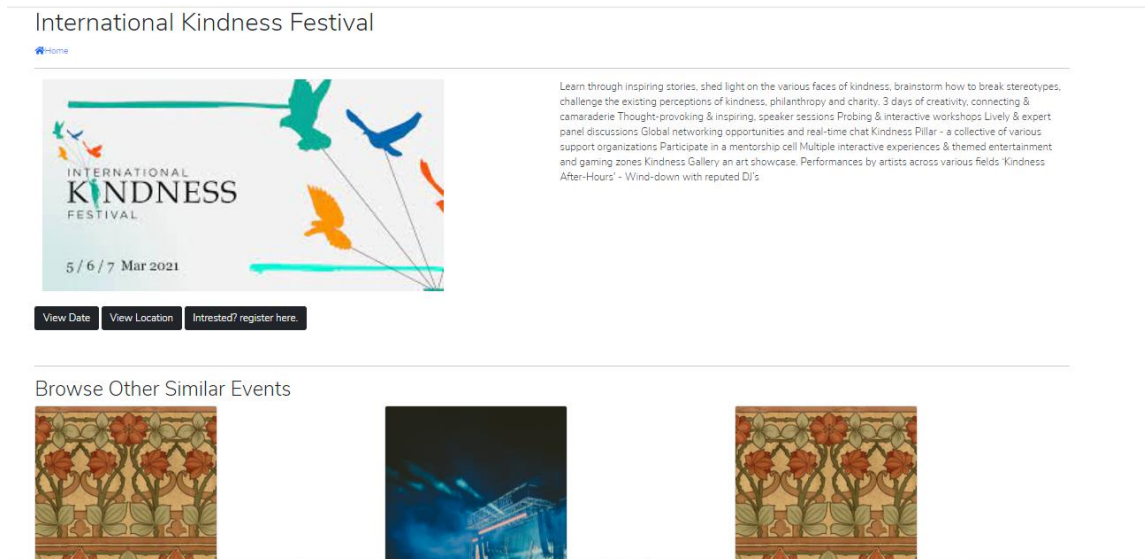 International Kindness Festival
Home
INTERNATIONAL
KINDNESS
FESTIVAL
5 / 6 / 7 Mar 2021
Learn through inspiring stories, shed light on the various faces of kindness, brainstorm how to break stereotypes,
challenge the existing perceptions of kindness, philanthropy and charity. 3 days of creativity, connecting &
camaraderie Thought-provoking & inspiring, speaker sessions Probing & interactive workshops Lively & expert
panel discussions Global networking opportunities and real-time chat Kindness Pillar - a collective of various
support organizations Participate in a mentorship cell Multiple interactive experiences & themed entertainment
and gaming zones Kindness Gallery an art showcase. Performances by artists across various fields ‘Kindness
After-Hours’ - Wind-down with reputed DJ’s
View Date
View Location
Intrested? register here.
Browse Other Similar Events